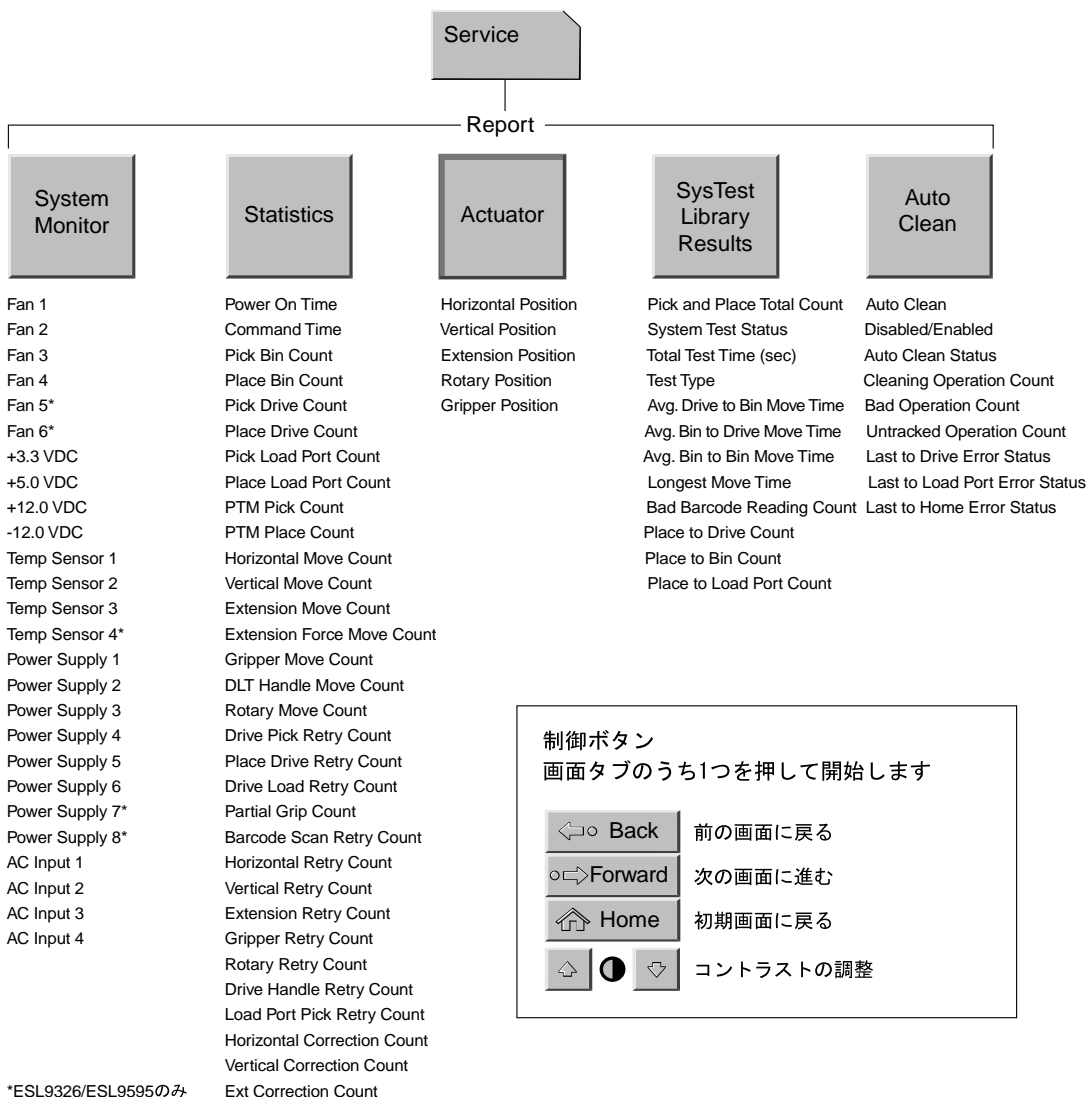 Service
Report
System
Monitor
Fan 1
Fan 2
Fan 3
Fan 4
Fan 5*
Fan 6*
+3.3 VDC
+5.0 VDC
+12.0 VDC
-12.0 VDC
Temp Sensor 1
Temp Sensor 2
Temp Sensor 3
Temp Sensor 4*
Power Supply 1
Power Supply 2
Power Supply 3
Power Supply 4
Power Supply 5
Power Supply 6
Power Supply 7*
Power Supply 8*
AC Input 1
AC Input 2
AC Input 3
AC Input 4
*ESL9326/ESL9595のみ
Statistics
Power On Time
Command Time
Pick Bin Count
Place Bin Count
Pick Drive Count
Place Drive Count
Pick Load Port Count
Place Load Port Count
PTM Pick Count
PTM Place Count
Horizontal Move Count
Vertical Move Count
Extension Move Count
Extension Force Move Count
Gripper Move Count
DLT Handle Move Count
Rotary Move Count
Drive Pick Retry Count
Place Drive Retry Count
Drive Load Retry Count
Partial Grip Count
Barcode Scan Retry Count
Horizontal Retry Count
Vertical Retry Count
Extension Retry Count
Gripper Retry Count
Rotary Retry Count
Drive Handle Retry Count
Load Port Pick Retry Count
Horizontal Correction Count
Vertical Correction Count
Ext Correction Count
Actuator
Horizontal Position
Vertical Position
Extension Position
Rotary Position
Gripper Position
SysTest
Library
Results
Pick and Place Total Count
System Test Status
Total Test Time (sec)
Test Type
Avg. Drive to Bin Move Time
Avg. Bin to Drive Move Time
Avg. Bin to Bin Move Time
Longest Move Time
Bad Barcode Reading Count
Place to Drive Count
Place to Bin Count
Place to Load Port Count
Auto
Clean
Auto Clean
Disabled/Enabled
Auto Clean Status
Cleaning Operation Count
Bad Operation Count
Untracked Operation Count
Last to Drive Error Status
Last to Load Port Error Status
Last to Home Error Status
制御ボタン
画面タブのうち1つを押して開始します
Back 前の画面に戻る
Forward 次の画面に進む
Home 初期画面に戻る
コントラストの調整